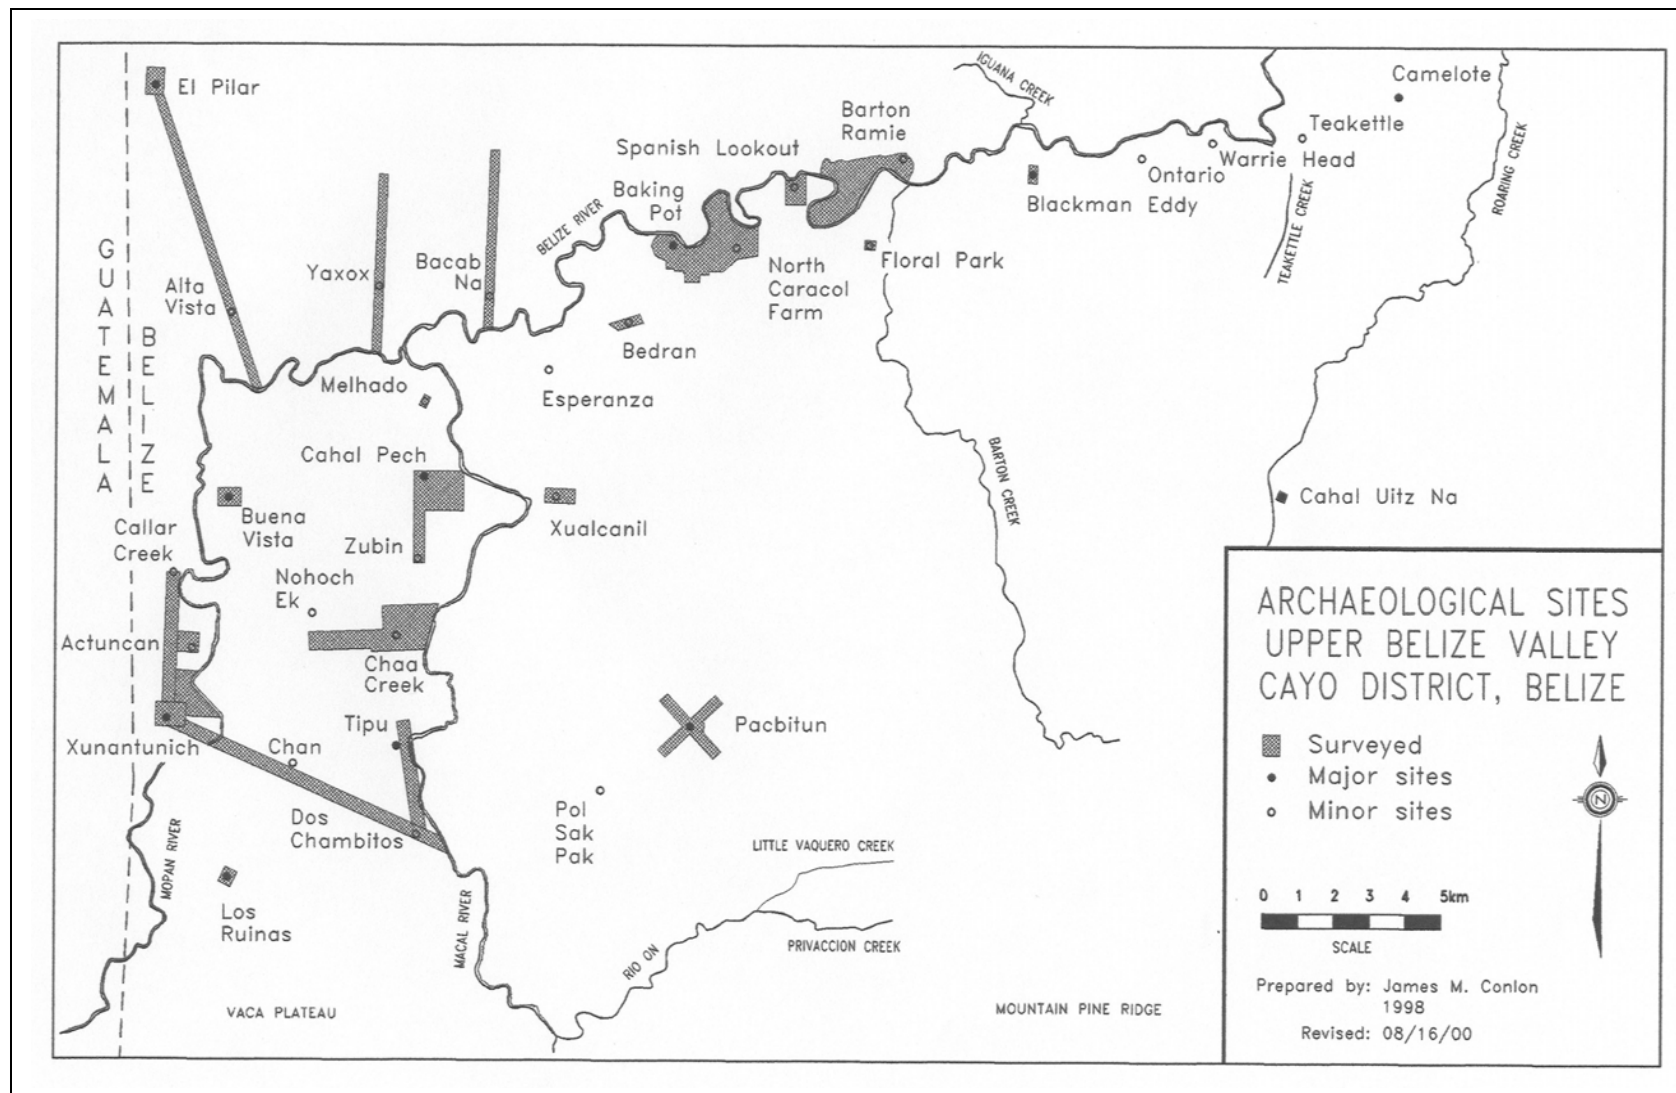 El Pilar
Camelote
IGUANA CREEK
Barton
Ramie
Teakettle
Spanish Lookout
Warrie Head
Ontario
Baking
Pot
Blackman Eddy
ROARING CREEK
TEAKETTLE CREEK
BELIZE RIVER
GUATEMALA
BELIZE
Alta
Vista
Yaxox
Bacab
Na
North
Caracol
Farm
Floral Park
Bedran
Melhado
Esperanza
Cahal Pech
BARTON CREEK
Cahal Uitz Na
Buena
Vista
Callar
Creek
Zubin
Xualcanil
Nohoch
Ek
Actuncan
Chaa
Creek
Tipu
Pacbitun
Xunantunich
Chan
Dos
Chambitos
Pol
Sak
Pak
MOPAN RIVER
Los
Ruinas
MACAL RIVER
LITTLE VAQUERO CREEK
PRIVACCION CREEK
RIO ON
VACA PLATEAU
MOUNTAIN PINE RIDGE
ARCHAEOLOGICAL SITES
UPPER BELIZE VALLEY
CAYO DISTRICT, BELIZE
Surveyed
Major sites
Minor sites
N
0 1 2 3 4 5km
SCALE
Prepared by: James M. Conlon
1998
Revised: 08/16/00